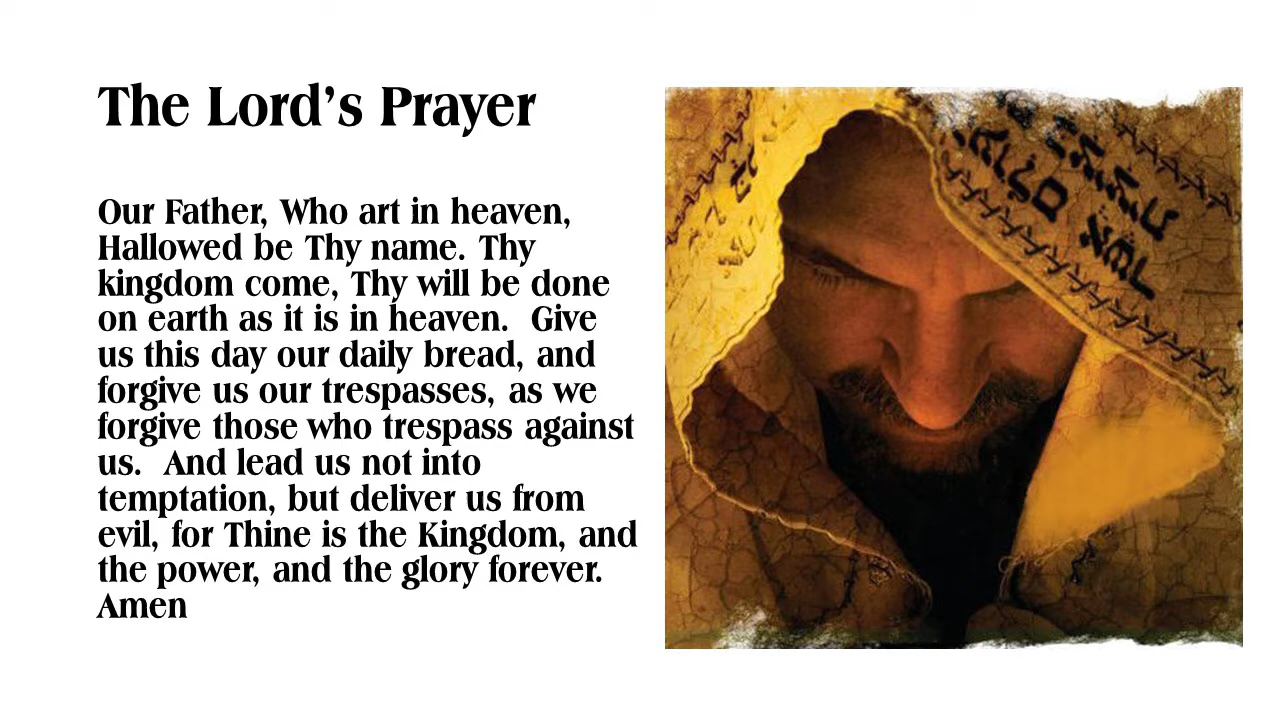 The Lord’s Prayer
Our Father, Who art in heaven,
Hallowed be Thy name. Thy
kingdom come, Thy will be done
on earth as it is in heaven.  Give
us this day our daily bread, and
forgive us our trespasses, as we
forgive those who trespass against
us.  And lead us not into
temptation, but deliver us from
evil, for Thine is the Kingdom, and
the power, and the glory forever.
Amen